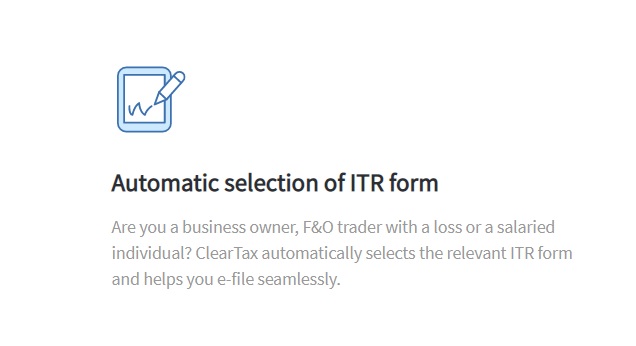 Automatic selection of ITR form
Are you a business owner, F&O trader with a loss or a salaried
individual? ClearTax automatically selects the relevant ITR form
and helps you e-file seamlessly.